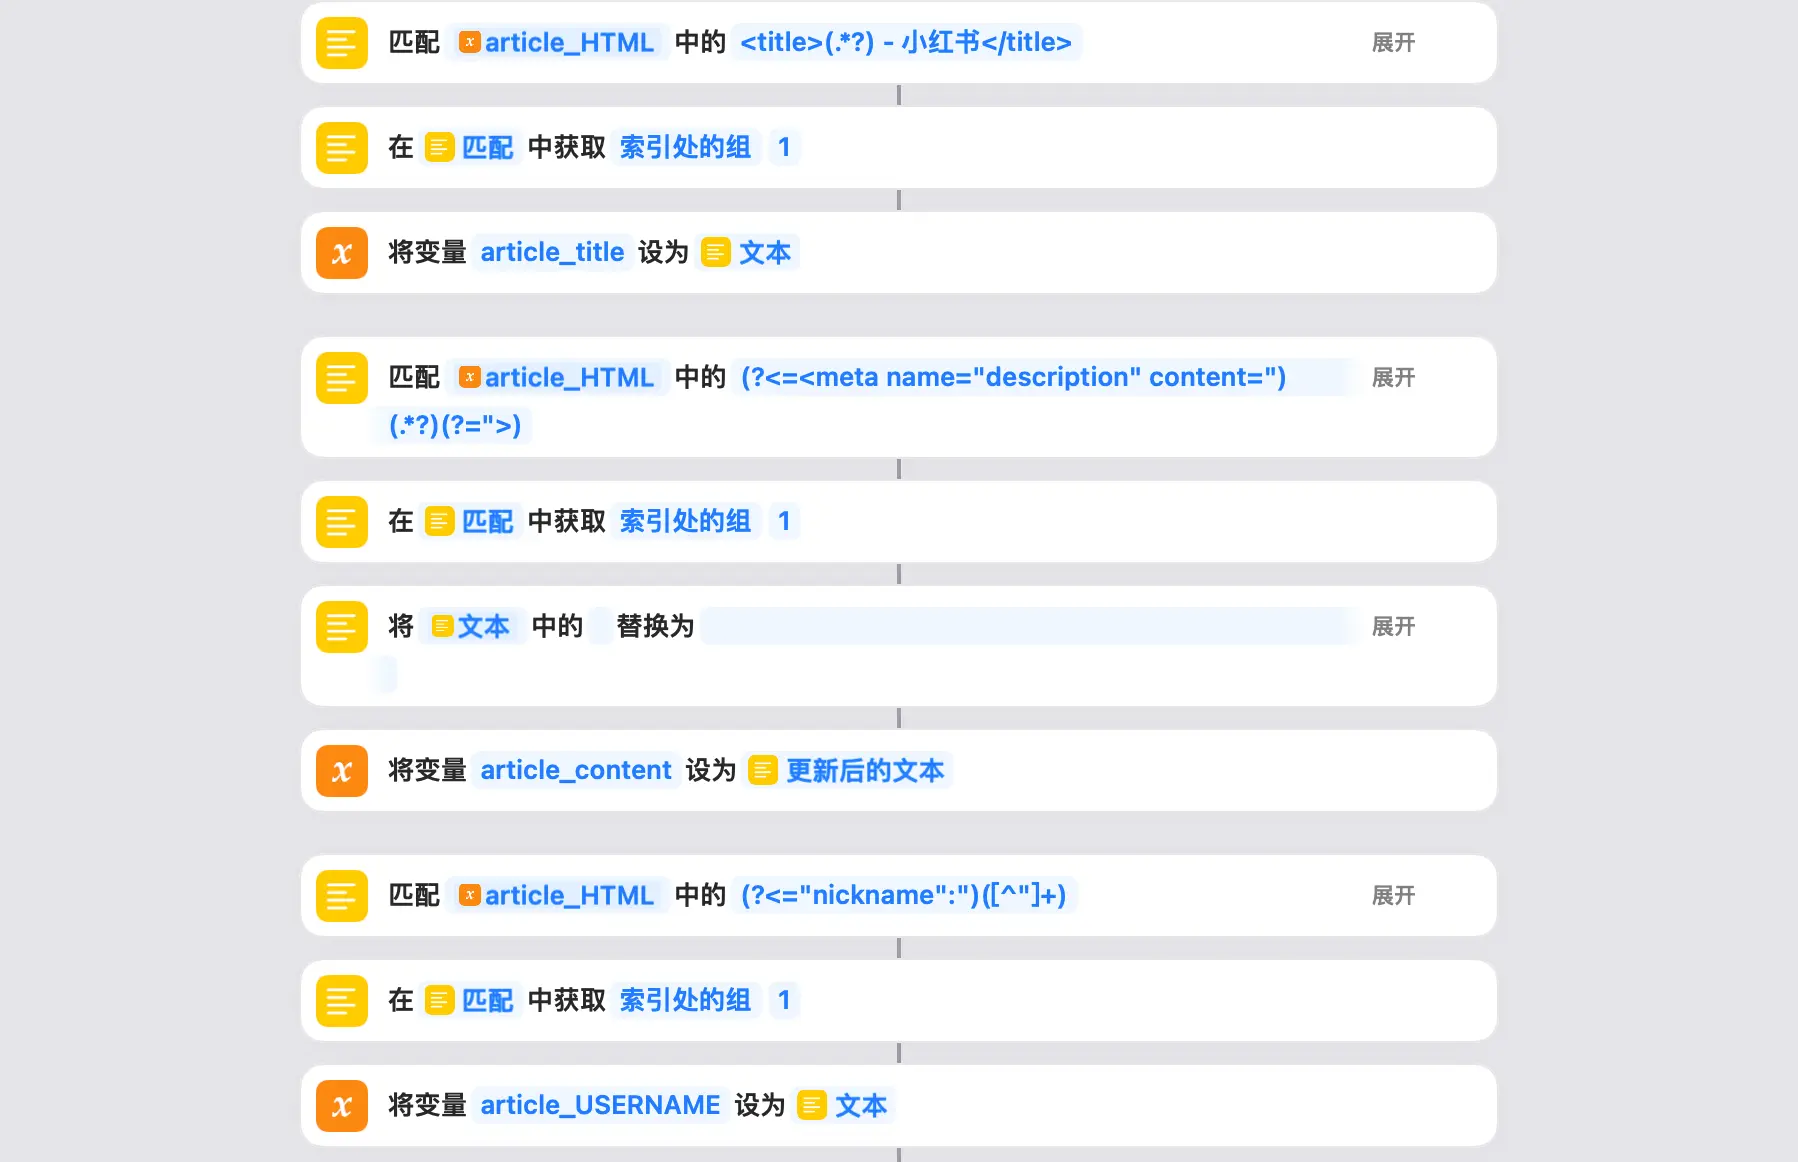 匹配 article_HTML 中的 <title>(.*?) - 小红书</title> 展开
在 匹配 中获取 索引处的组 1
将变量 article_title 设为 文本
匹配 article_HTML 中的 (?<=<meta name="description" content=") 展开
(.*?)(?=">)
在 匹配 中获取 索引处的组 1
将 文本 中的 替换为 展开
将变量 article_content 设为 更新后的文本
匹配 article_HTML 中的 (?<="nickname":")([^"]+) 展开
在 匹配 中获取 索引处的组 1
将变量 article_USERNAME 设为 文本